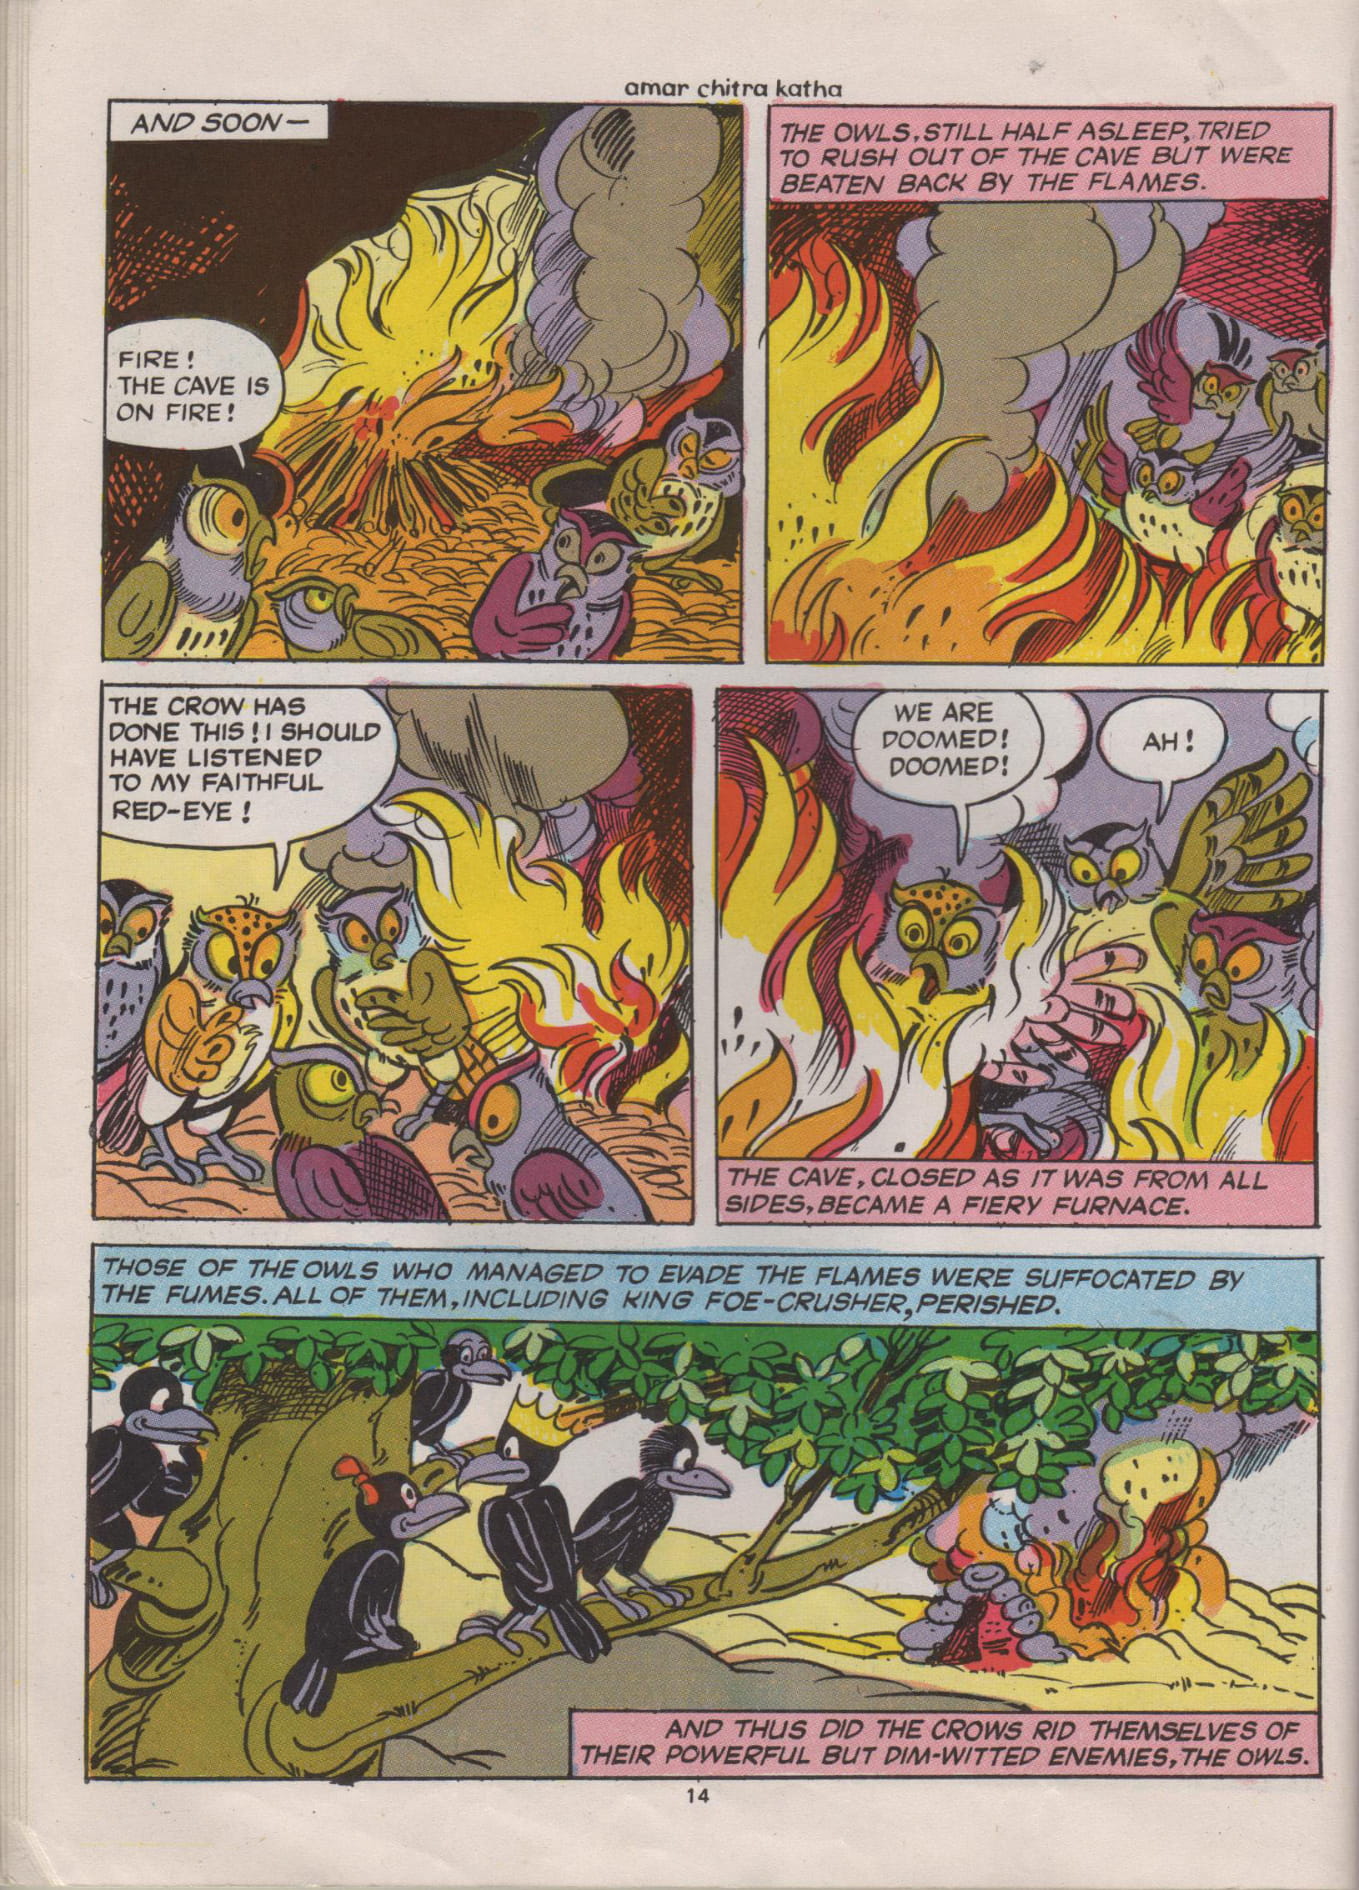 amar chitra katha
AND SOON—
FIRE!
THE CAVE IS
ON FIRE!
THE OWLS, STILL HALF ASLEEP, TRIED
TO RUSH OUT OF THE CAVE BUT WERE
BEATEN BACK BY THE FLAMES.
THE CROW HAS
DONE THIS! I SHOULD
HAVE LISTENED
TO MY FAITHFUL
RED-EYE!
WE ARE
DOOMED!
DOOMED!
AH!
THE CAVE, CLOSED AS IT WAS FROM ALL
SIDES, BECAME A FIERY FURNACE.
THOSE OF THE OWLS WHO MANAGED TO EVADE THE FLAMES WERE SUFFOCATED BY
THE FUMES. ALL OF THEM, INCLUDING KING FOE-CRUSHER, PERISHED.
AND THUS DID THE CROWS RID THEMSELVES OF
THEIR POWERFUL BUT DIM-WITTED ENEMIES, THE OWLS.
14